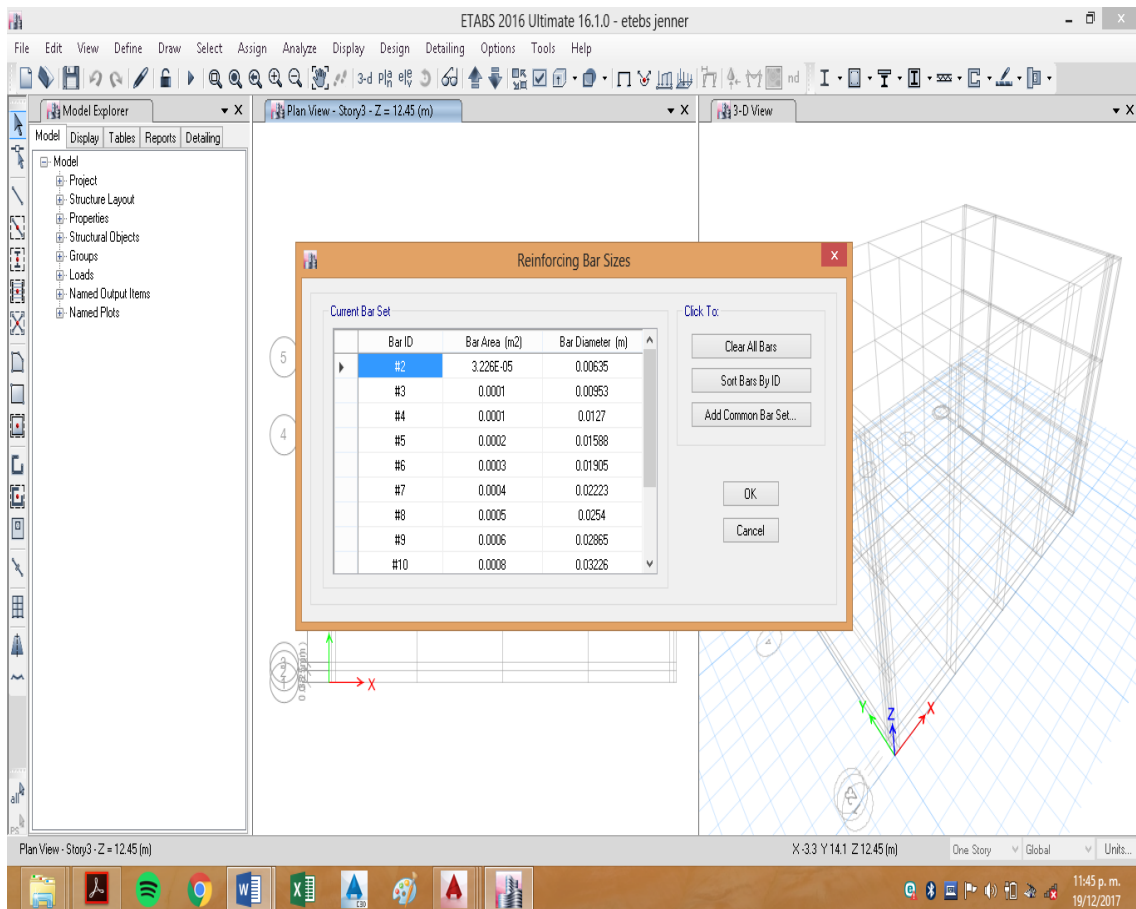 ETABS 2016 Ultimate 16.1.0 - etebs jenner
File Edit View Define Draw Select Assign Analyze Display Design Detailing Options Tools Help
3-d nd
Model Explorer
Plan View - Story3 - Z = 12.45 (m)
3-D View
Model Display Tables Reports Detailing
Model
Project
Structure Layout
Properties
Structural Objects
Groups
Loads
Named Output Items
Named Plots
Reinforcing Bar Sizes
Current Bar Set
Bar ID Bar Area (m2) Bar Diameter (m)
#2 3.226E-05 0.00635
#3 0.0001 0.00953
#4 0.0001 0.0127
#5 0.0002 0.01588
#6 0.0003 0.01905
#7 0.0004 0.02223
#8 0.0005 0.0254
#9 0.0006 0.02865
#10 0.0008 0.03226
Click To:
Clear All Bars
Sort Bars By ID
Add Common Bar Set...
OK
Cancel
5
4
X
Y Z X
all
PS
Plan View - Story3 - Z = 12.45 (m)
X -3.3 Y 14.1 Z 12.45 (m)
One Story Global Units...
11:45 p. m.
19/12/2017